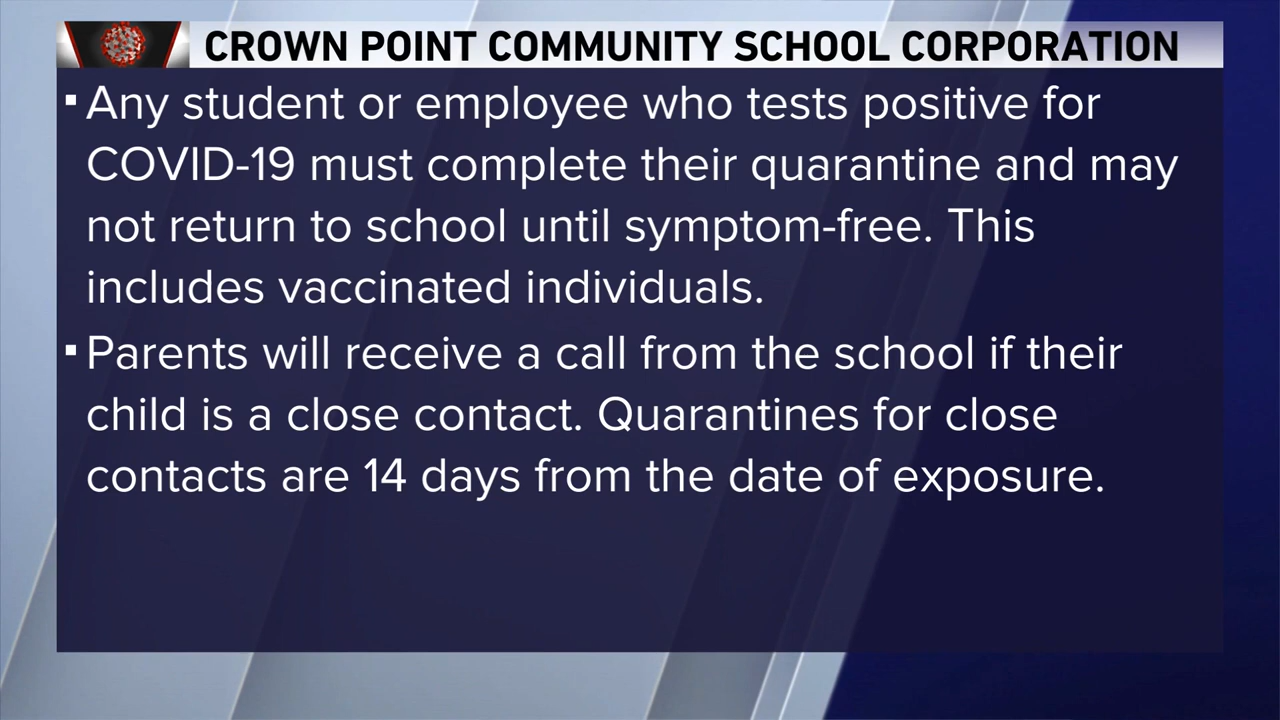 CROWN POINT COMMUNITY SCHOOL CORPORATION
▪ Any student or employee who tests positive for
COVID-19 must complete their quarantine and may
not return to school until symptom-free. This
includes vaccinated individuals.
▪ Parents will receive a call from the school if their
child is a close contact. Quarantines for close
contacts are 14 days from the date of exposure.